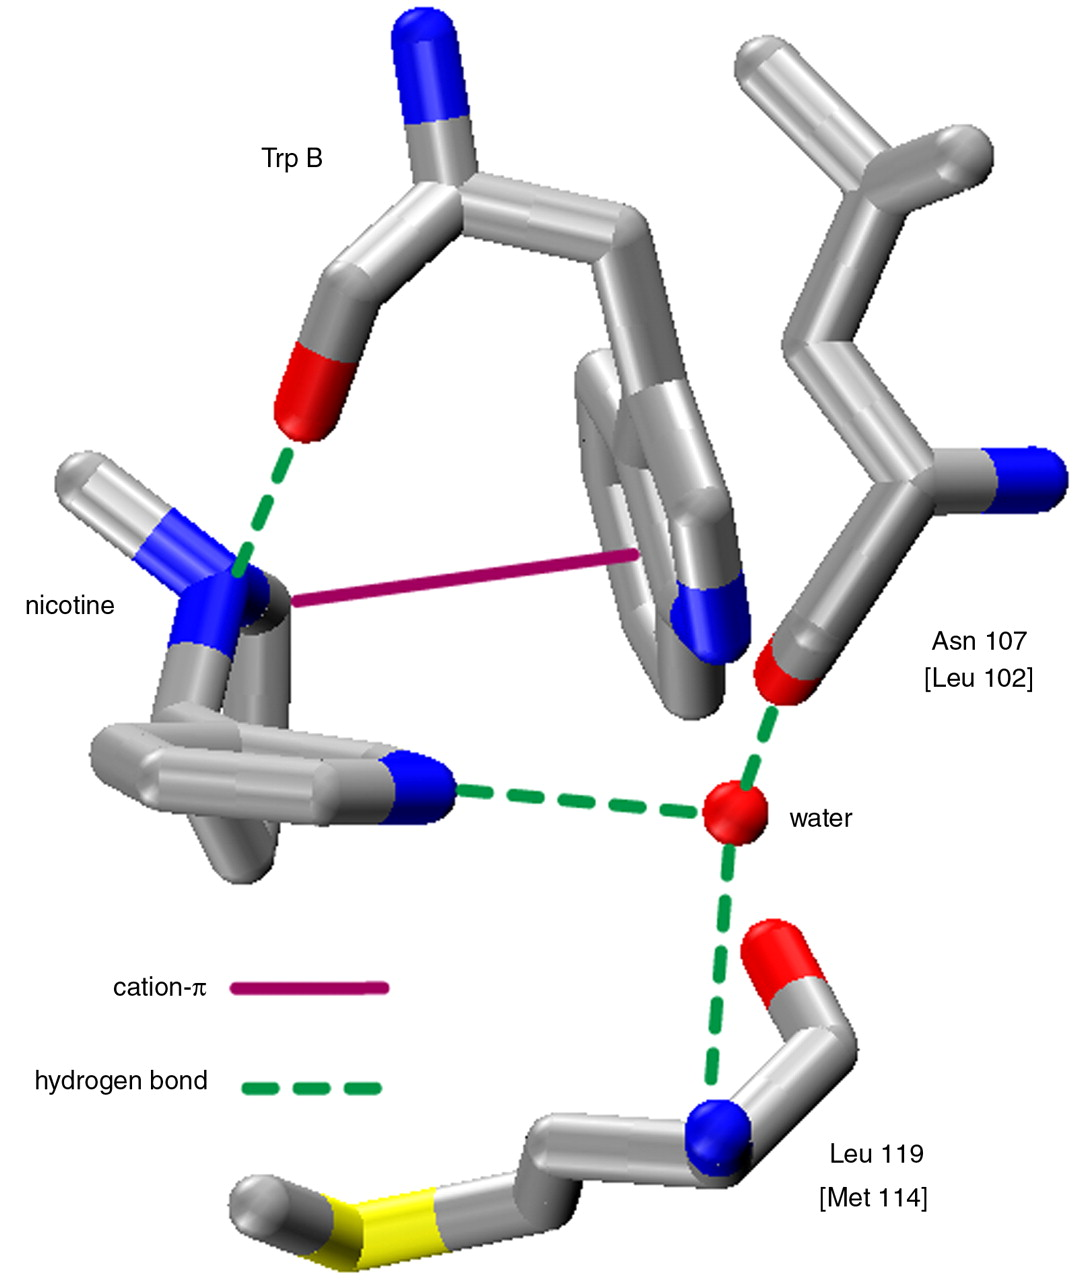 Trp B
nicotine
Asn 107
[Leu 102]
water
cation-π
hydrogen bond
Leu 119
[Met 114]